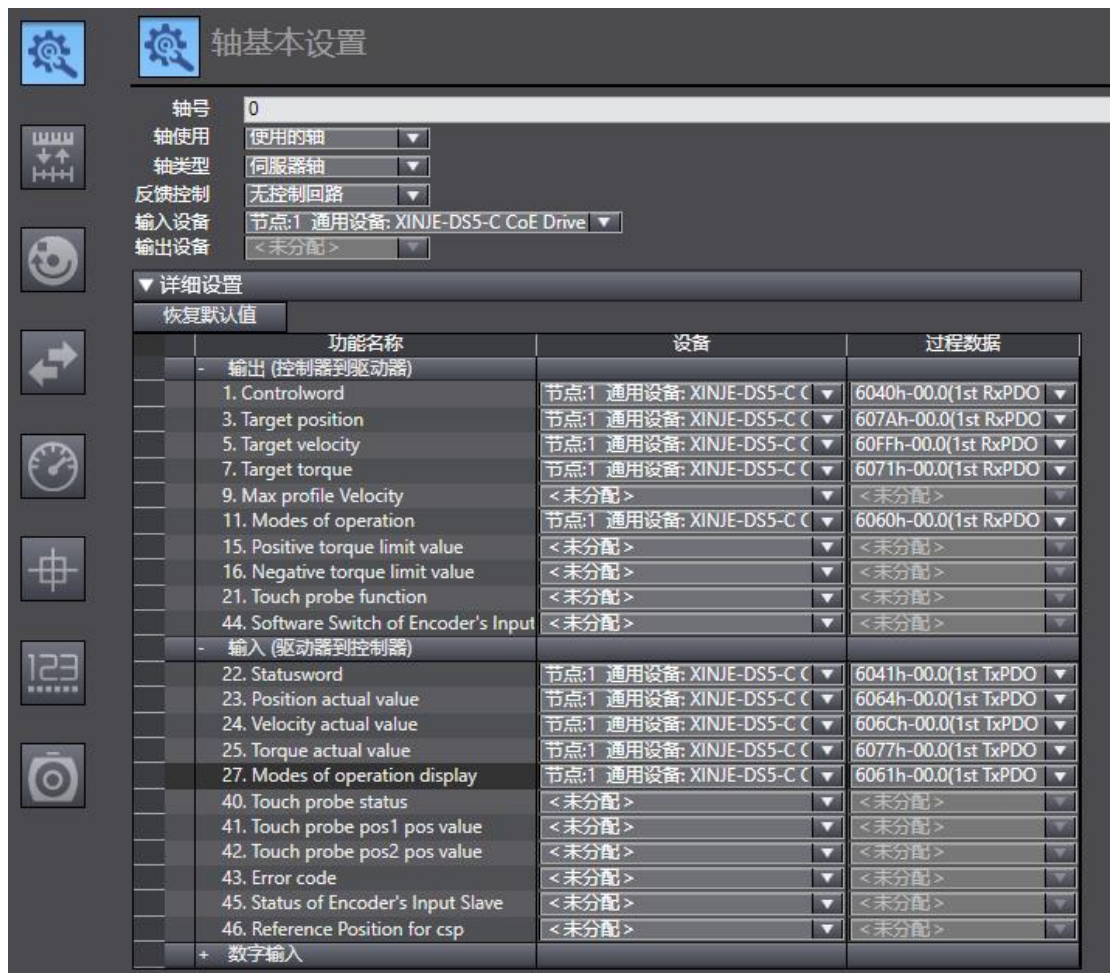 轴基本设置
轴号 0
轴使用 使用的轴
轴类型 伺服器轴
反馈控制 无控制回路
输入设备 节点:1 通用设备: XINJE-DS5-C CoE Drive
输出设备 <未分配>
详细设置
恢复默认值
功能名称 设备 过程数据
- 输出 (控制器到驱动器)
1. Controlword 节点:1 通用设备: XINJE-DS5-C ( 6040h-00.0(1st RxPDO
3. Target position 节点:1 通用设备: XINJE-DS5-C ( 607Ah-00.0(1st RxPDO
5. Target velocity 节点:1 通用设备: XINJE-DS5-C ( 60FFh-00.0(1st RxPDO
7. Target torque 节点:1 通用设备: XINJE-DS5-C ( 6071h-00.0(1st RxPDO
9. Max profile Velocity <未分配> <未分配>
11. Modes of operation 节点:1 通用设备: XINJE-DS5-C ( 6060h-00.0(1st RxPDO
15. Positive torque limit value <未分配> <未分配>
16. Negative torque limit value <未分配> <未分配>
21. Touch probe function <未分配> <未分配>
44. Software Switch of Encoder's Input <未分配> <未分配>
- 输入 (驱动器到控制器)
22. Statusword 节点:1 通用设备: XINJE-DS5-C ( 6041h-00.0(1st TxPDO
23. Position actual value 节点:1 通用设备: XINJE-DS5-C ( 6064h-00.0(1st TxPDO
24. Velocity actual value 节点:1 通用设备: XINJE-DS5-C ( 606Ch-00.0(1st TxPDO
25. Torque actual value 节点:1 通用设备: XINJE-DS5-C ( 6077h-00.0(1st TxPDO
27. Modes of operation display 节点:1 通用设备: XINJE-DS5-C ( 6061h-00.0(1st TxPDO
40. Touch probe status <未分配> <未分配>
41. Touch probe pos1 pos value <未分配> <未分配>
42. Touch probe pos2 pos value <未分配> <未分配>
43. Error code <未分配> <未分配>
45. Status of Encoder's Input Slave <未分配> <未分配>
46. Reference Position for csp <未分配> <未分配>
+ 数字输入
123